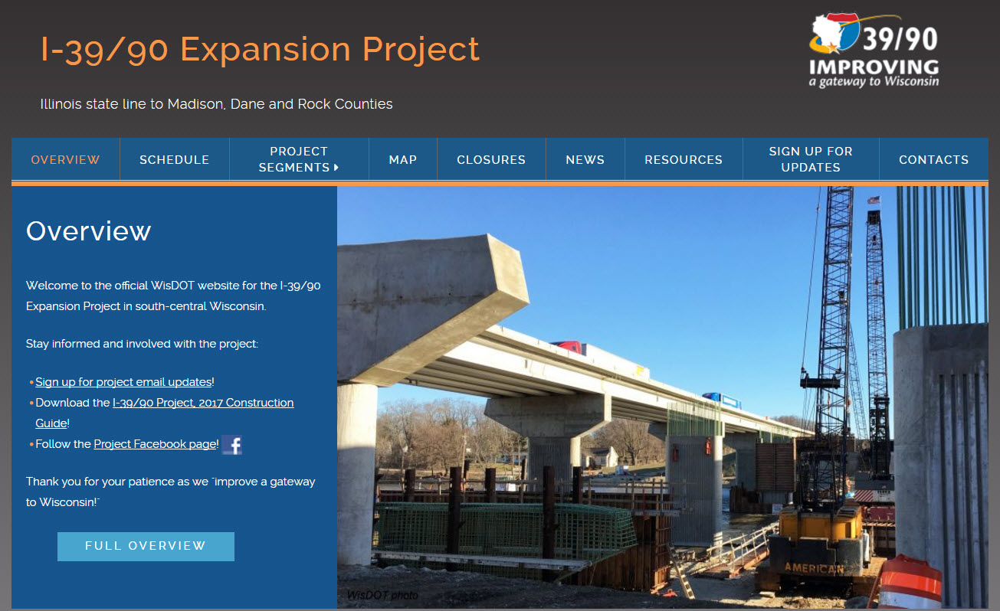 I-39/90 Expansion Project
39/90
IMPROVING
a gateway to Wisconsin
Illinois state line to Madison, Dane and Rock Counties
OVERVIEW
SCHEDULE
PROJECT
SEGMENTS
MAP
CLOSURES
NEWS
RESOURCES
SIGN UP FOR
UPDATES
CONTACTS
Overview
Welcome to the official WisDOT website for the I-39/90
Expansion Project in south-central Wisconsin.
Stay informed and involved with the project:
• Sign up for project email updates!
• Download the I-39/90 Project, 2017 Construction
Guide!
• Follow the Project Facebook page! f
Thank you for your patience as we "improve a gateway
to Wisconsin!"
FULL OVERVIEW
AMERICAN
WisDOT photo